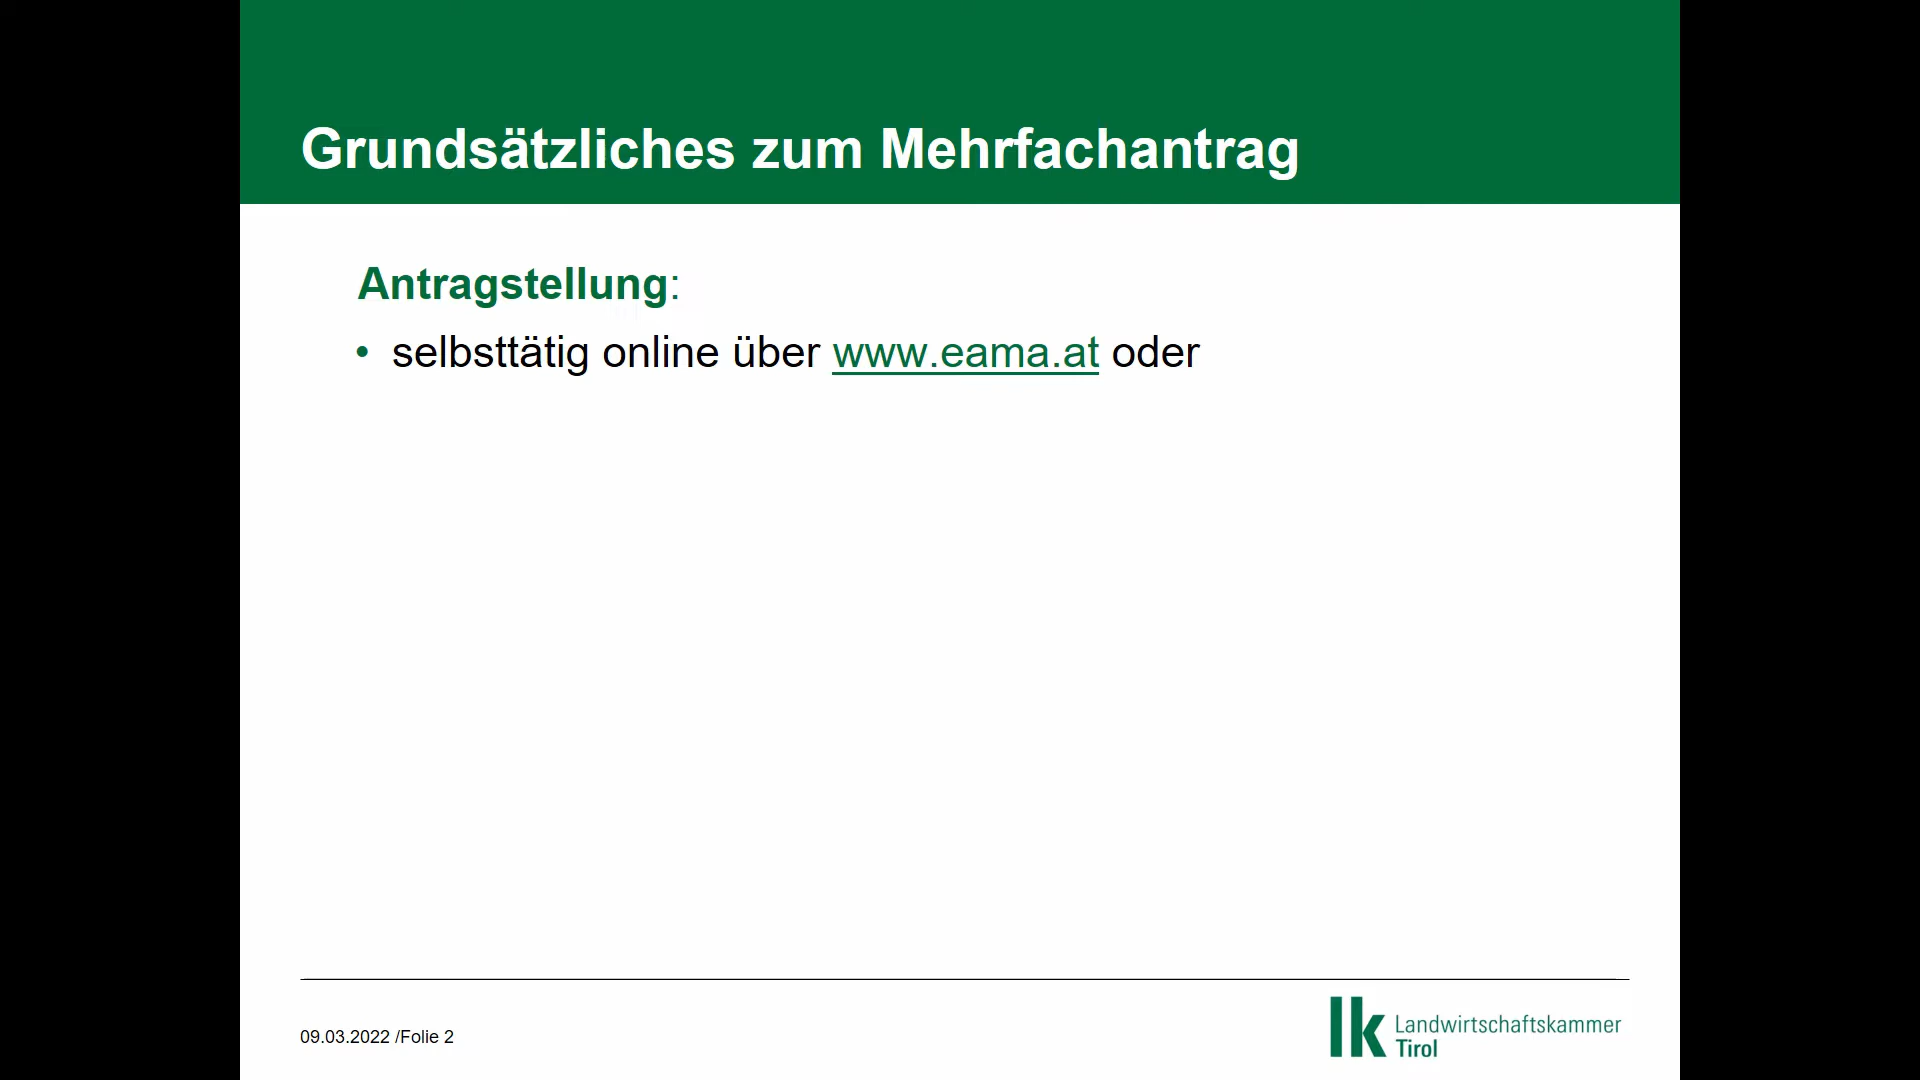 Grundsätzliches zum Mehrfachantrag
Antragstellung:
• selbsttätig online über www.eama.at oder
09.03.2022 /Folie 2
lk Landwirtschaftskammer
Tirol